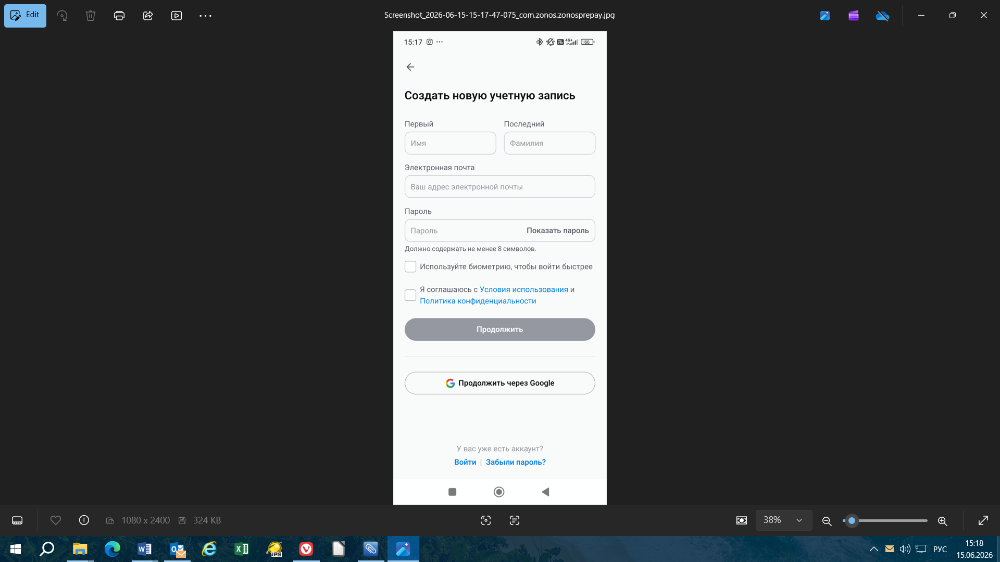 Edit
Screenshot_2026-06-15-15-17-47-075_com.zonos.zonosprepay.jpg
15:17
4G+
66
Создать новую учетную запись
Первый Последний
Имя Фамилия
Электронная почта
Ваш адрес электронной почты
Пароль
Пароль Показать пароль
Должно содержать не менее 8 символов.
Используйте биометрию, чтобы войти быстрее
Я соглашаюсь с Условия использования и
Политика конфиденциальности
Продолжить
Продолжить через Google
У вас уже есть аккаунт?
Войти | Забыли пароль?
1080 x 2400 324 KB
38%
IPS
РУС
15:18
15.06.2026